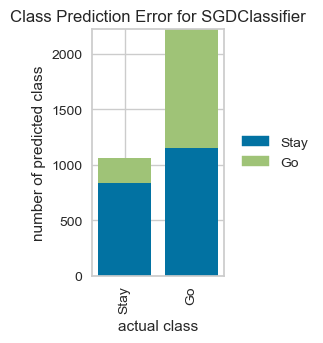 Class Prediction Error for SGDClassifier
number of predicted class
2000
1500
1000
500
0
Stay
Go
actual class
Stay
Go